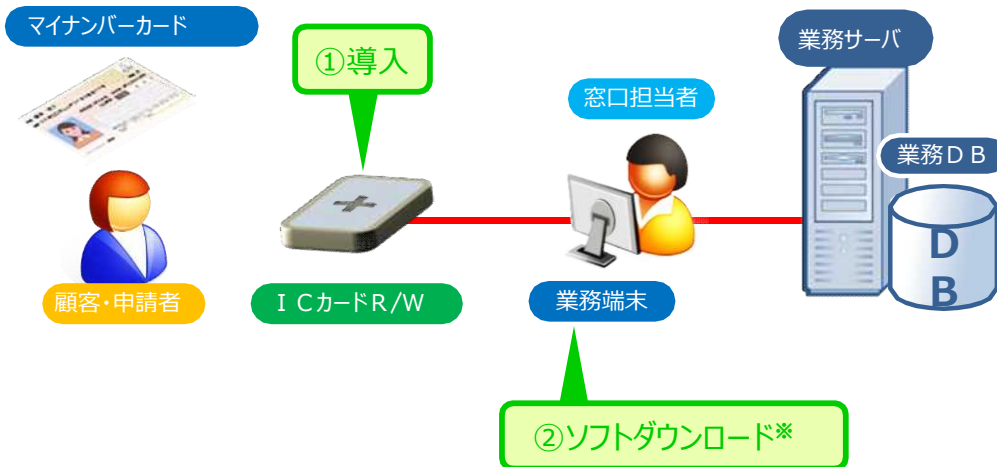 マイナンバーカード
①導入
業務サーバ
窓口担当者
業務ＤＢ
D
B
顧客・申請者
ＩＣカードＲ/Ｗ
業務端末
②ソフトダウンロード※